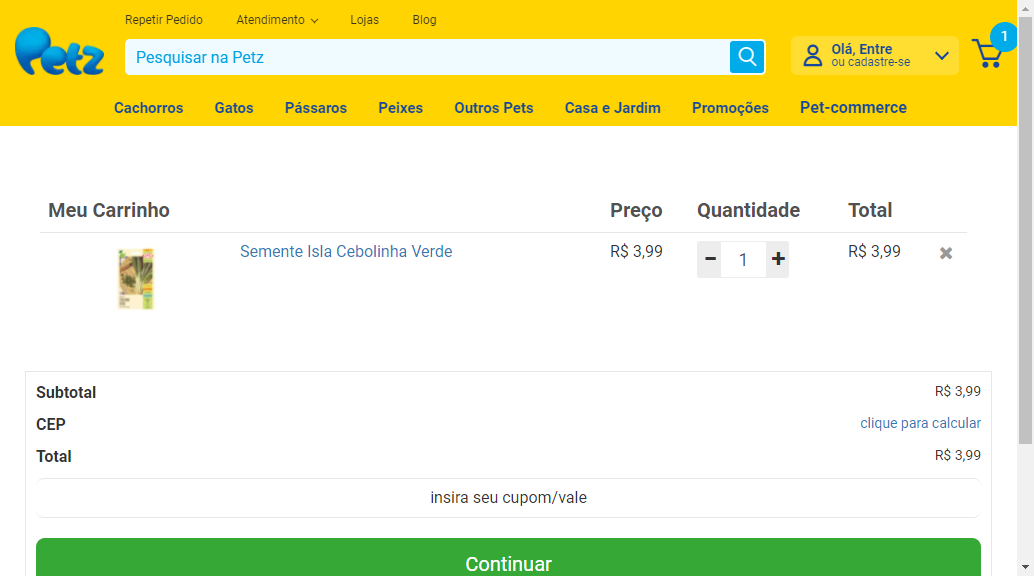 Repetir Pedido Atendimento Lojas Blog
Petz
Pesquisar na Petz
Olá, Entre
ou cadastre-se
1
Cachorros Gatos Pássaros Peixes Outros Pets Casa e Jardim Promoções Pet-commerce
Meu Carrinho Preço Quantidade Total
Semente Isla Cebolinha Verde R$ 3,99 1 R$ 3,99
Subtotal R$ 3,99
CEP clique para calcular
Total R$ 3,99
insira seu cupom/vale
Continuar